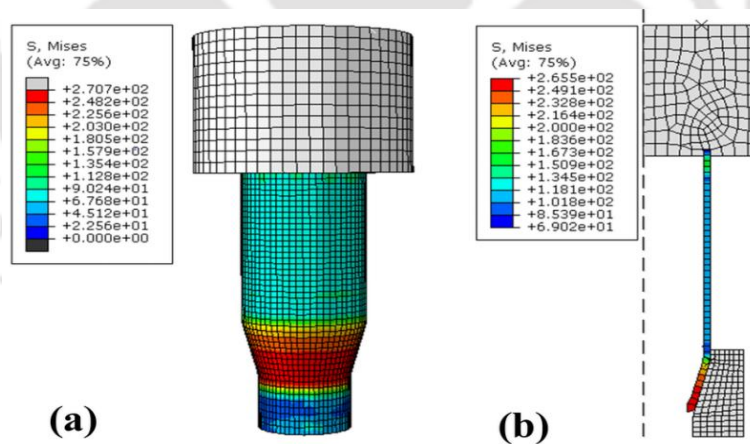 S, Mises
(Avg: 75%)
+2.707e+02
+2.482e+02
+2.256e+02
+2.030e+02
+1.805e+02
+1.579e+02
+1.354e+02
+1.128e+02
+9.024e+01
+6.768e+01
+4.512e+01
+2.256e+01
+0.000e+00
(a)
S, Mises
(Avg: 75%)
+2.655e+02
+2.491e+02
+2.328e+02
+2.164e+02
+2.000e+02
+1.836e+02
+1.673e+02
+1.509e+02
+1.345e+02
+1.181e+02
+1.018e+02
+8.539e+01
+6.902e+01
(b)